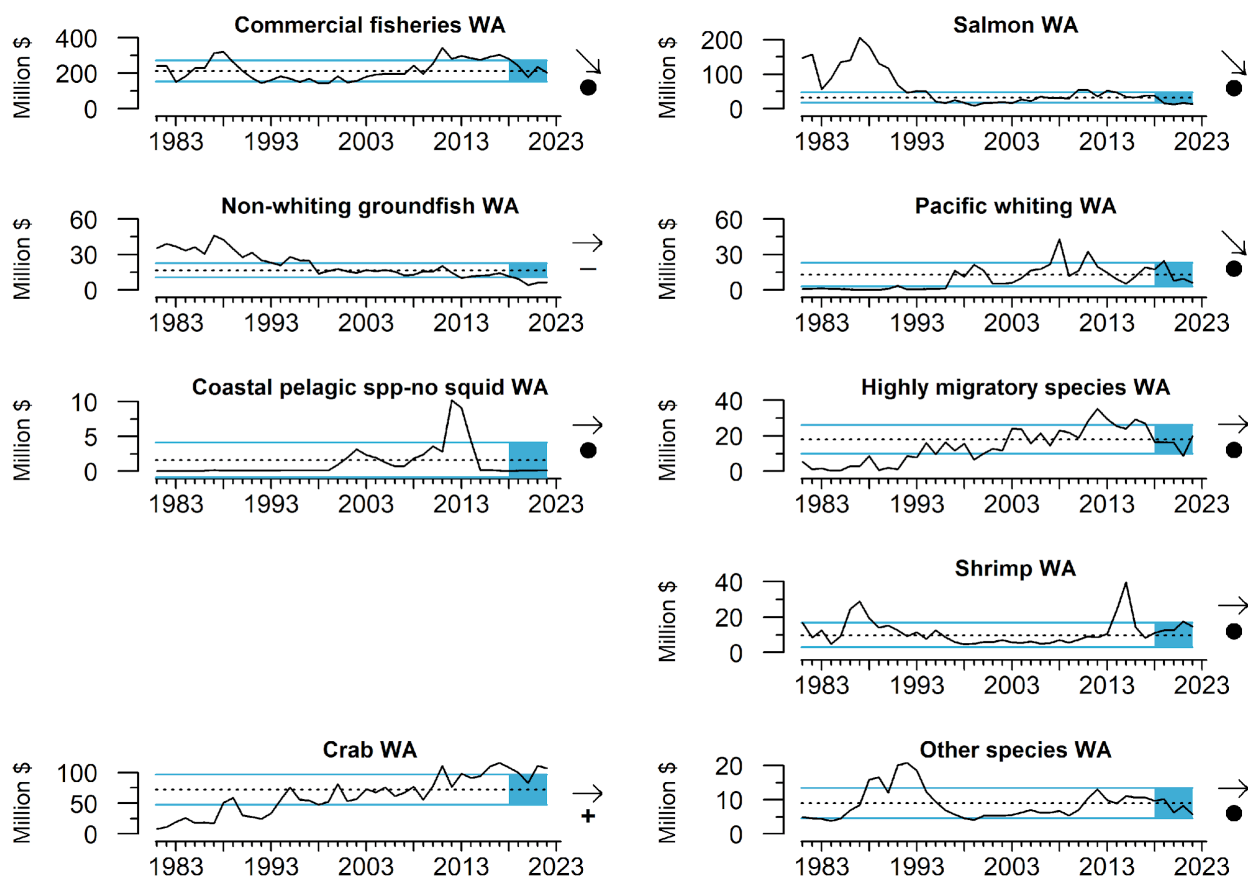 Commercial fisheries WA
Million $
400
200
0
1983 1993 2003 2013 2023
Salmon WA
Million $
200
100
0
1983 1993 2003 2013 2023
Non-whiting groundfish WA
Million $
60
30
0
1983 1993 2003 2013 2023
Pacific whiting WA
Million $
60
30
0
1983 1993 2003 2013 2023
Coastal pelagic spp-no squid WA
Million $
10
5
0
1983 1993 2003 2013 2023
Highly migratory species WA
Million $
40
20
0
1983 1993 2003 2013 2023
Shrimp WA
Million $
40
20
0
1983 1993 2003 2013 2023
Crab WA
Million $
100
50
0
+
1983 1993 2003 2013 2023
Other species WA
Million $
20
10
0
1983 1993 2003 2013 2023